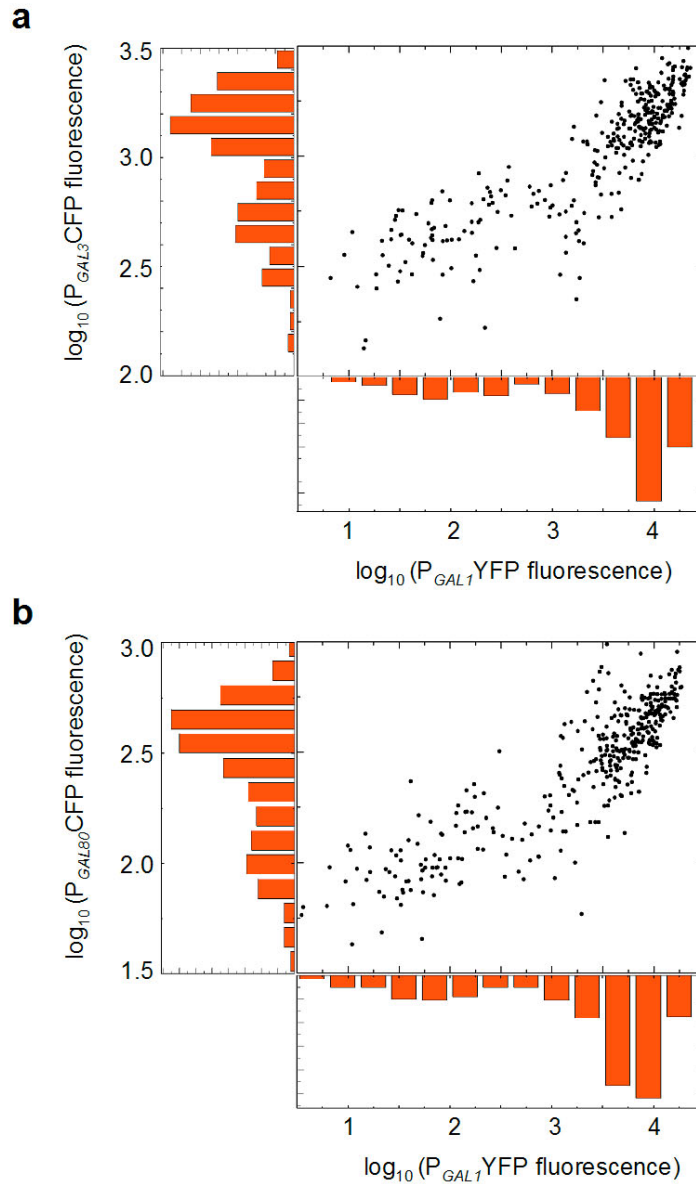 a
log10 (PGAL3CFP fluorescence)
3.5
3.0
2.5
2.0
1 2 3 4
log10 (PGAL1YFP fluorescence)
b
log10 (PGAL80CFP fluorescence)
3.0
2.5
2.0
1.5
1 2 3 4
log10 (PGAL1YFP fluorescence)